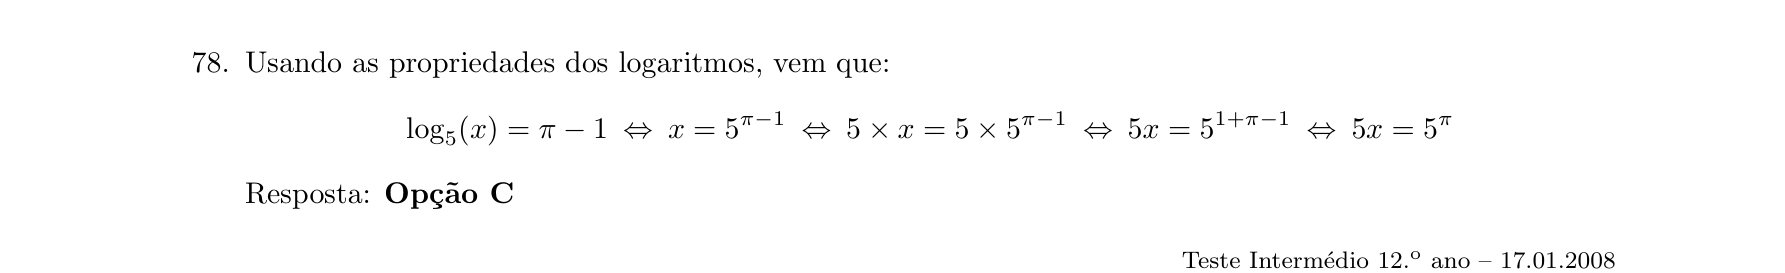 78. Usando as propriedades dos logaritmos, vem que:
log₅(x) = π − 1 ⇔ x = 5^{π−1} ⇔ 5 × x = 5 × 5^{π−1} ⇔ 5x = 5^{1+π−1} ⇔ 5x = 5^π
Resposta: Opção C
Teste Intermédio 12.º ano – 17.01.2008